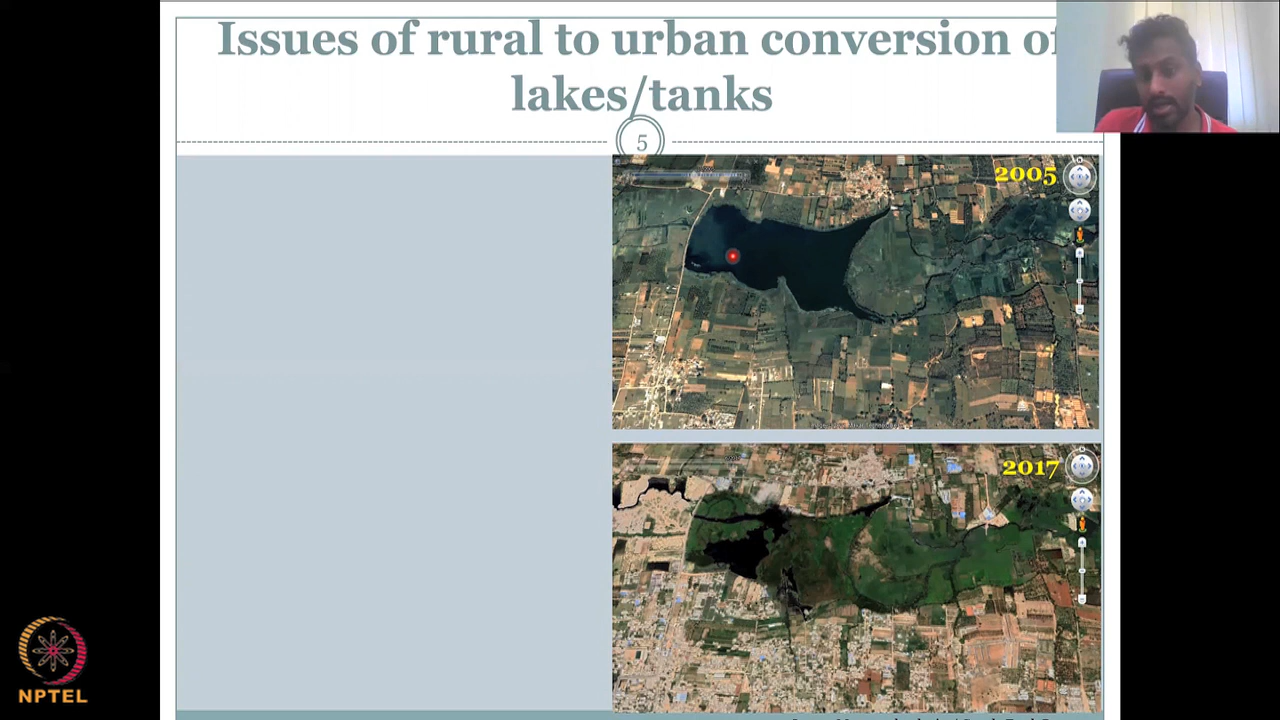 Issues of rural to urban conversion of
lakes/tanks
5
2005
2017
NPTEL